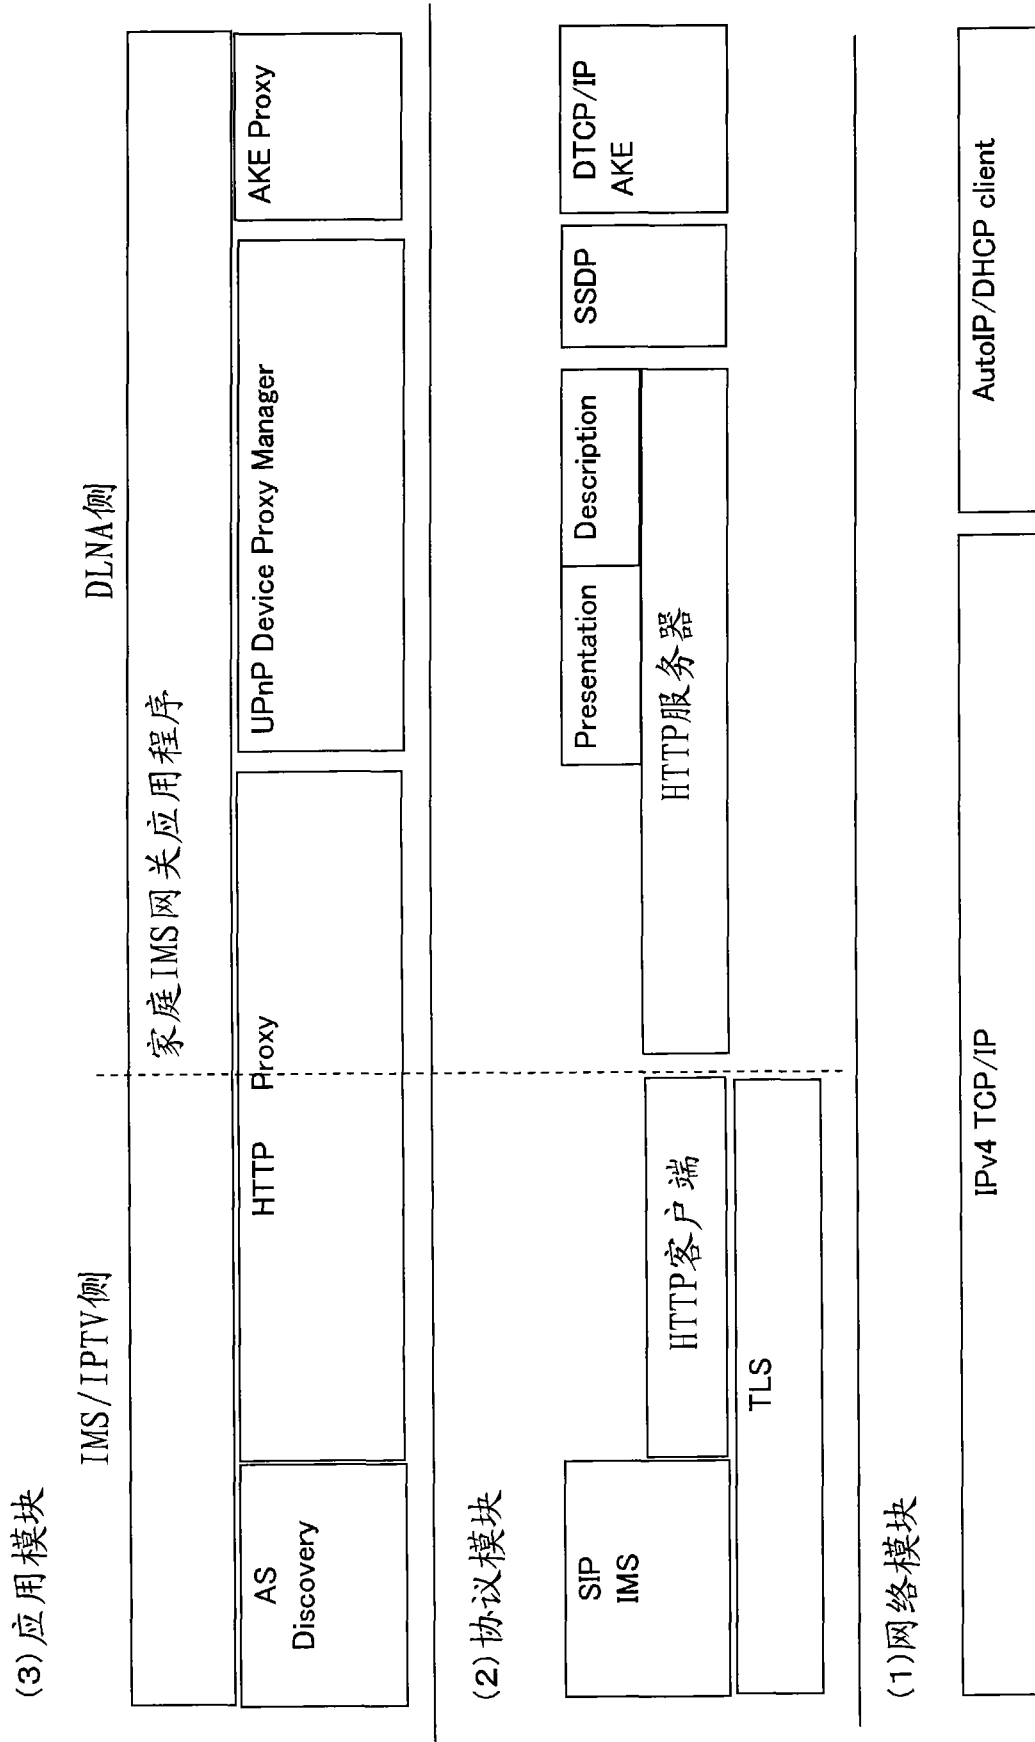 (3)应用模块
IMS/IPTV侧
DLNA侧
家庭IMS网关应用程序
AS
Discovery
HTTP Proxy
UPnP Device Proxy Manager
AKE Proxy
(2)协议模块
SIP
IMS
HTTP客户端
TLS
Presentation
Description
HTTP服务器
SSDP
DTCP/IP
AKE
(1)网络模块
IPv4 TCP/IP
AutoIP/DHCP client